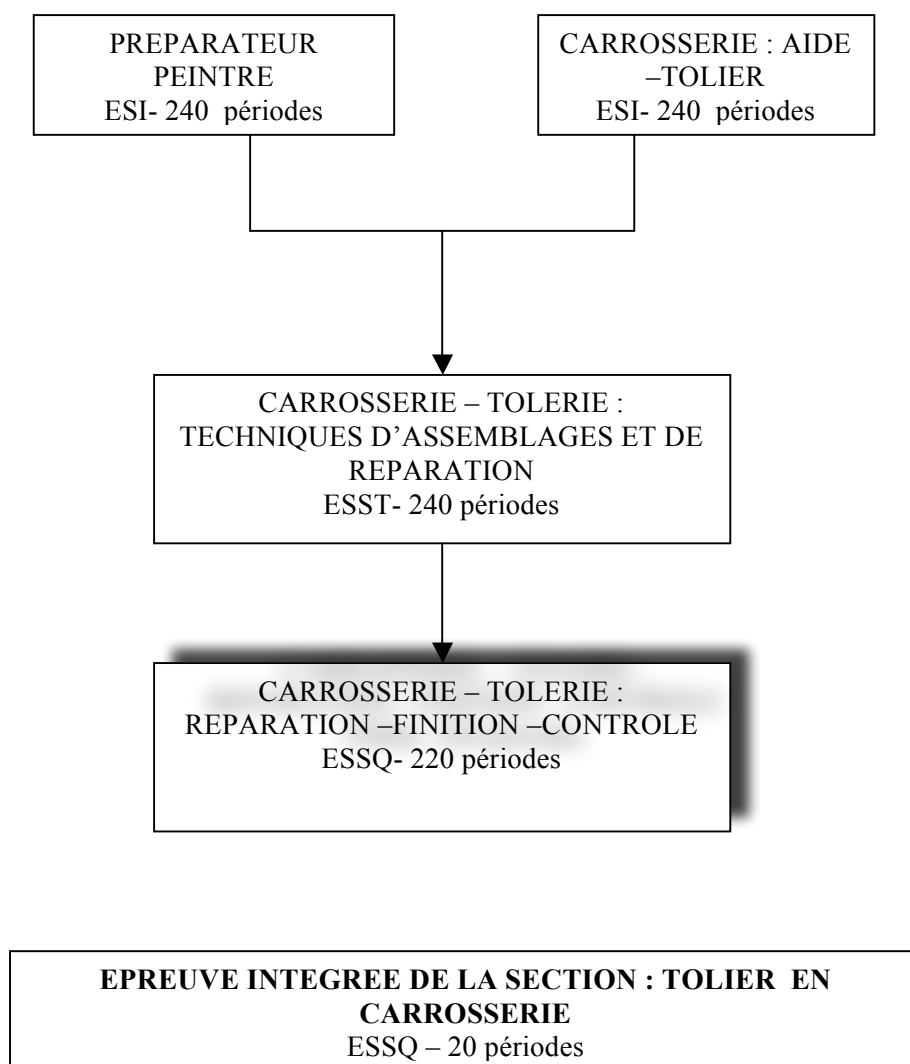 PREPARATEUR
PEINTRE
ESI- 240 périodes
CARROSSERIE : AIDE
–TOLIER
ESI- 240 périodes
CARROSSERIE – TOLERIE :
TECHNIQUES D’ASSEMBLAGES ET DE
REPARATION
ESST- 240 périodes
CARROSSERIE – TOLERIE :
REPARATION –FINITION –CONTROLE
ESSQ- 220 périodes
EPREUVE INTEGREE DE LA SECTION : TOLIER EN
CARROSSERIE
ESSQ – 20 périodes